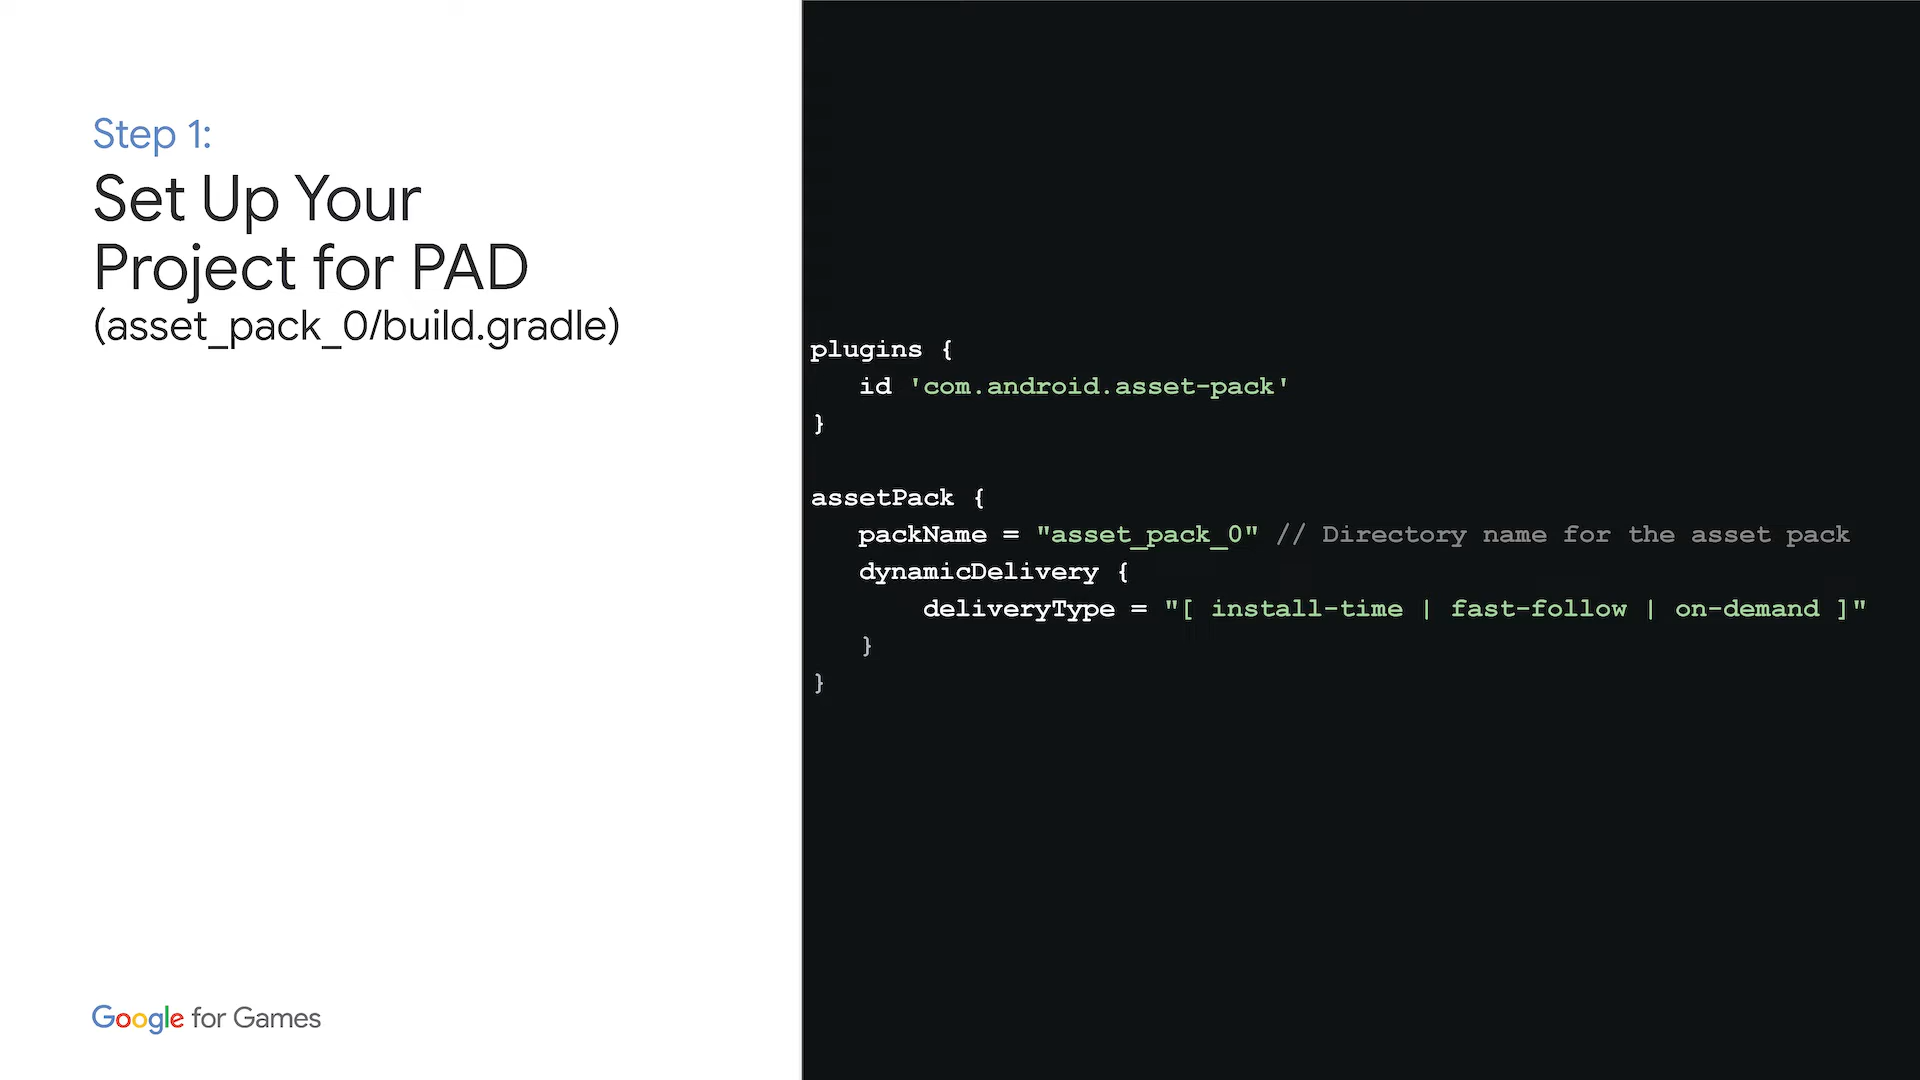 Step 1:
Set Up Your
Project for PAD
(asset_pack_0/build.gradle)
plugins {
   id 'com.android.asset-pack'
}

assetPack {
   packName = "asset_pack_0" // Directory name for the asset pack
   dynamicDelivery {
       deliveryType = "[ install-time | fast-follow | on-demand ]"
   }
}
Google for Games